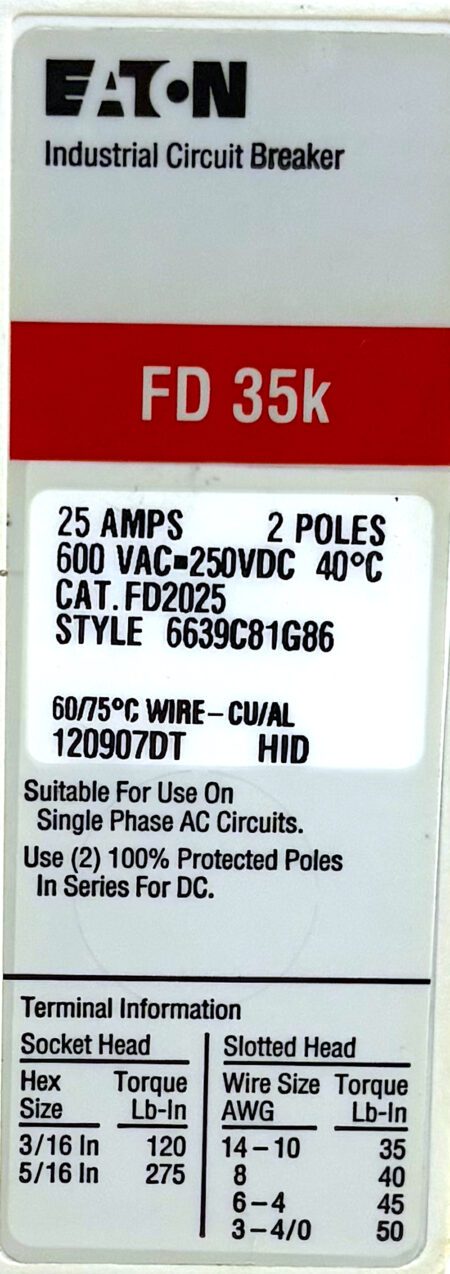 EATON
Industrial Circuit Breaker
FD 35k
25 AMPS 2 POLES
600 VAC▪250VDC 40°C
CAT. FD2025
STYLE 6639C81G86
60/75°C WIRE – CU/AL
120907DT HID
Suitable For Use On
Single Phase AC Circuits.
Use (2) 100% Protected Poles
In Series For DC.
Terminal Information
Socket Head Slotted Head
Hex Torque Wire Size Torque
Size Lb-In AWG Lb-In
3/16 In 120 14 – 10 35
5/16 In 275 8 40
6 – 4 45
3 – 4/0 50